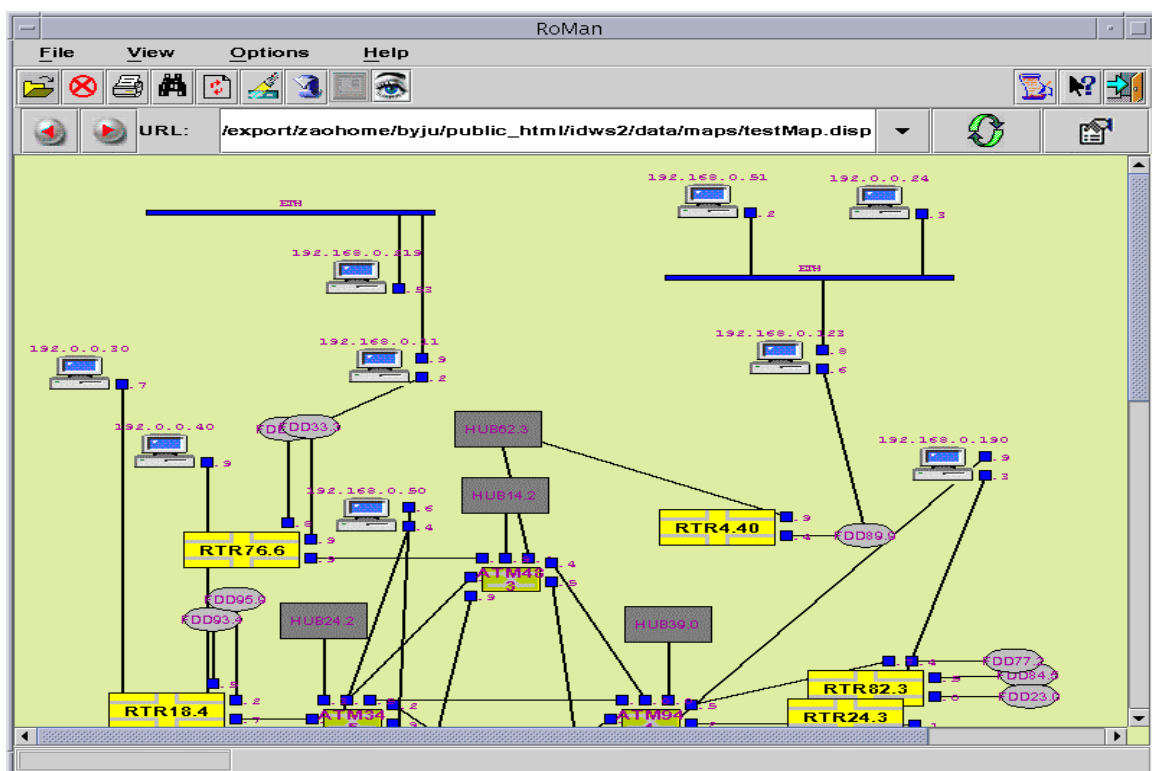 RoMan
File View Options Help
URL: /export/zaohome/byju/public_html/idws2/data/maps/testMap.disp
192.168.0.51
192.0.0.24
ETH
. 2
. 3
192.168.0.219
ETH
. 53
192.168.0.11
192.168.0.123
192.0.0.30
. 9
. 8
. 7
. 2
. 6
192.0.0.40
FDD33.3
HUB62.3
192.168.0.190
. 9
. 9
. 3
192.168.0.50
HUB14.2
. 6
. 4
RTR4.40
. 9
. 4
FDD89.9
. 8
. 9
RTR76.6
. 9
. 4
ATM48
3
. 5
. 9
FDD95.9
FDD93.4
HUB24.2
HUB39.0
. 4
FDD77.2
RTR82.3
. 9
FDD84.5
. 5
. 2
. 2
. 5
FDD23.0
RTR18.4
. 7
ATM34
ATM94
RTR24.3